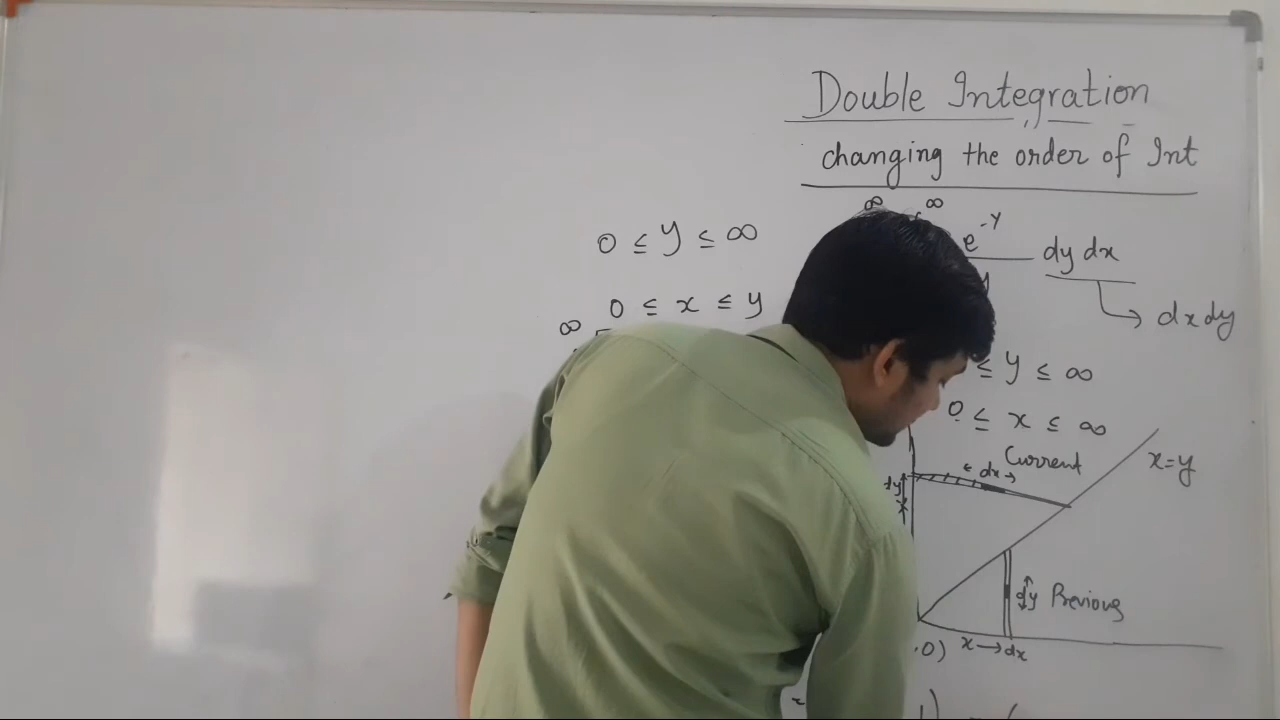 Double Integration
changing the order of Int
∞ ∞
e^-y dy dx
→ dx dy
0 ≤ y ≤ ∞
0 ≤ x ≤ y
∞
≤ y ≤ ∞
0 ≤ x ≤ ∞
Current
x=y
← dx →
dy
dy Previous
,0) x → dx